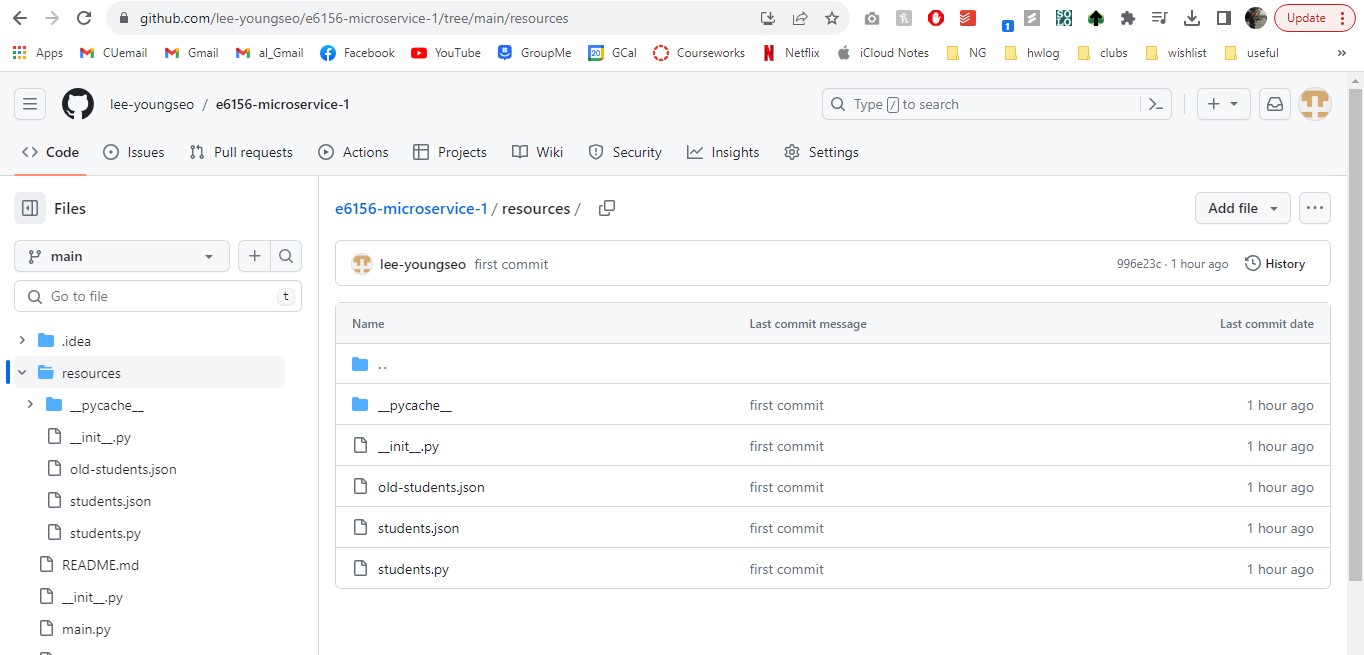 github.com/lee-youngseo/e6156-microservice-1/tree/main/resources
1
Update
Apps CUemail Gmail al_Gmail Facebook YouTube GroupMe 20 GCal Courseworks Netflix iCloud Notes NG hwlog clubs wishlist useful »
lee-youngseo / e6156-microservice-1
Type / to search
Code Issues Pull requests Actions Projects Wiki Security Insights Settings
Files
e6156-microservice-1 / resources /
Add file
main
lee-youngseo first commit
996e23c · 1 hour ago History
Go to file t
Name Last commit message Last commit date
.idea
..
resources
__pycache__
__pycache__ first commit 1 hour ago
__init__.py
__init__.py first commit 1 hour ago
old-students.json
old-students.json first commit 1 hour ago
students.json
students.json first commit 1 hour ago
students.py
students.py first commit 1 hour ago
README.md
__init__.py
main.py